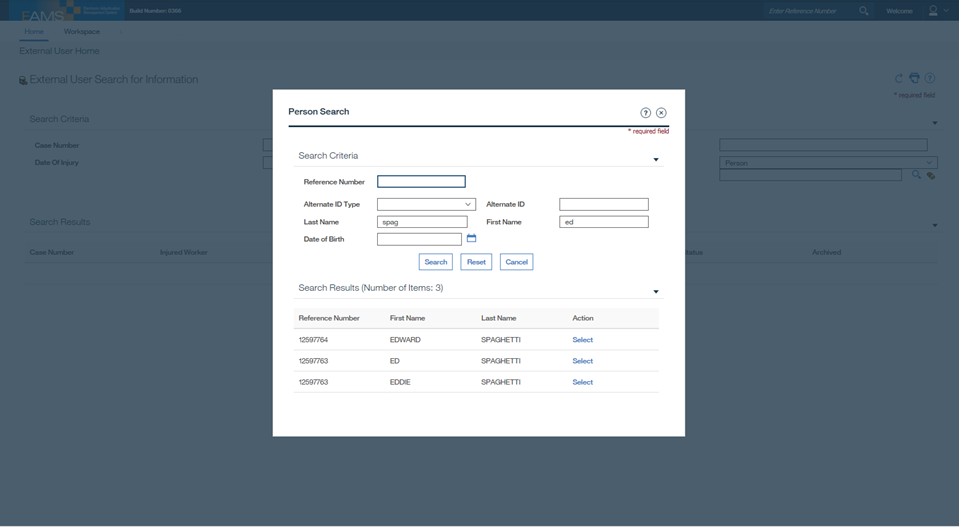 EAMS
Build Number: 0366
Enter Reference Number
Welcome
Home Workspace
External User Home
External User Search for Information
* required field
Search Criteria
Case Number
Date Of Injury
Person
Search Results
Case Number Injured Worker
Status Archived
Person Search
* required field
Search Criteria
Reference Number
Alternate ID Type Alternate ID
Last Name spag First Name ed
Date of Birth
Search Reset Cancel
Search Results (Number of Items: 3)
Reference Number First Name Last Name Action
12597764 EDWARD SPAGHETTI Select
12597763 ED SPAGHETTI Select
12597763 EDDIE SPAGHETTI Select